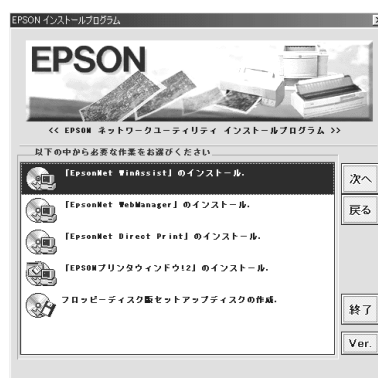 EPSON インストールプログラム
EPSON
<< EPSON ネットワークユーティリティ インストールプログラム >>
以下の中から必要な作業をお選びください
「EpsonNet WinAssist」のインストール.
「EpsonNet WebManager」のインストール.
「EpsonNet Direct Print」のインストール.
「EPSONプリンタウィンドウ!2」のインストール.
フロッピーディスク版セットアップディスクの作成.
次へ
戻る
終了
Ver.